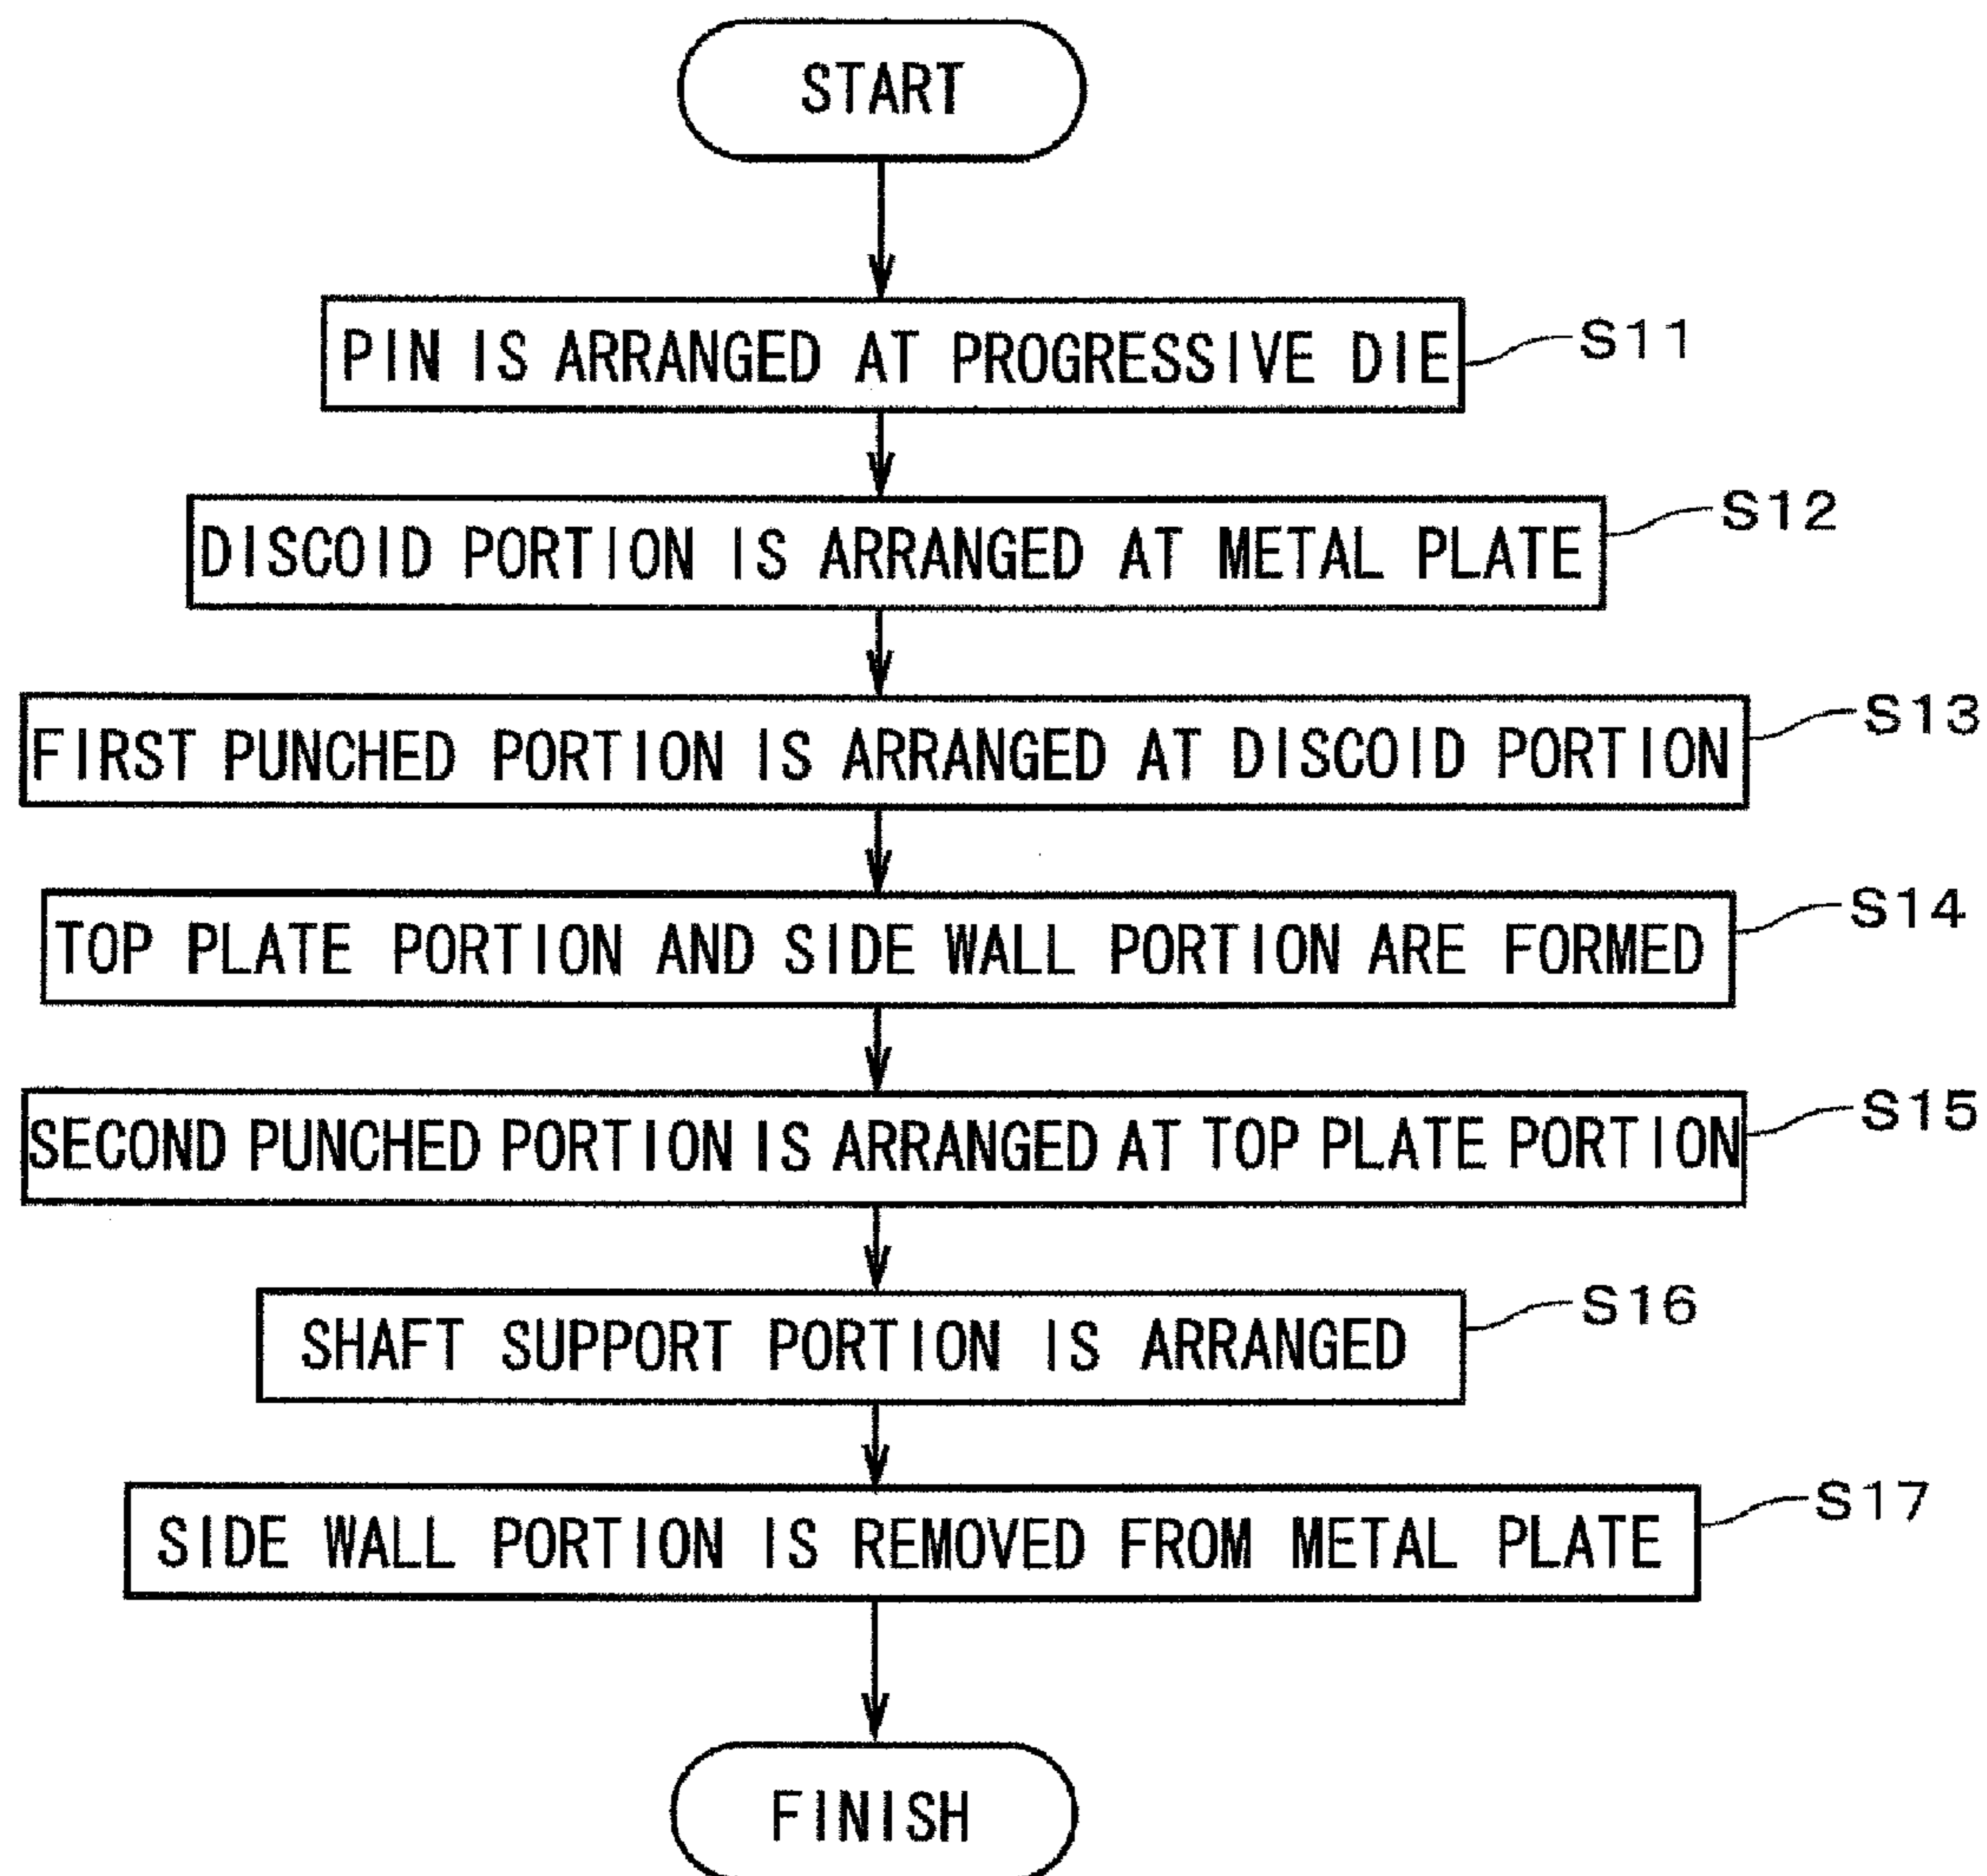 START
PIN IS ARRANGED AT PROGRESSIVE DIE
S11
DISCOID PORTION IS ARRANGED AT METAL PLATE
S12
FIRST PUNCHED PORTION IS ARRANGED AT DISCOID PORTION
S13
TOP PLATE PORTION AND SIDE WALL PORTION ARE FORMED
S14
SECOND PUNCHED PORTION IS ARRANGED AT TOP PLATE PORTION
S15
SHAFT SUPPORT PORTION IS ARRANGED
S16
SIDE WALL PORTION IS REMOVED FROM METAL PLATE
S17
FINISH